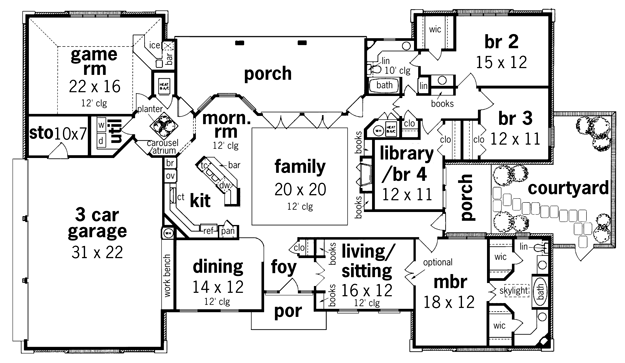 game
rm
22 x 16
12' clg
ice
bar
planter
carousel
atrium
sto 10x7
util
w
d
3 car
garage
31 x 22
work bench
porch
morn.
rm
12' clg
br
ov
ct
bar
dw
kit
ref
pan
family
20 x 20
12' clg
books
books
dining
14 x 12
12' clg
foy
clo
por
books
books
living/
sitting
16 x 12
12' clg
library
/br 4
12 x 11
clo
clo
clo
wic
lin
10' clg
bath
lin
books
br 2
15 x 12
br 3
12 x 11
porch
courtyard
optional
mbr
18 x 12
wic
lin
skylight
bath
wic